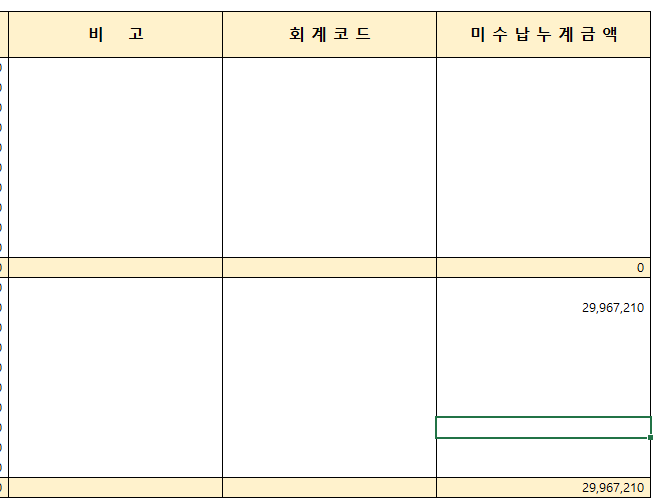 비 고 회 계 코 드 미 수 납 누 계 금 액
0
29,967,210
29,967,210